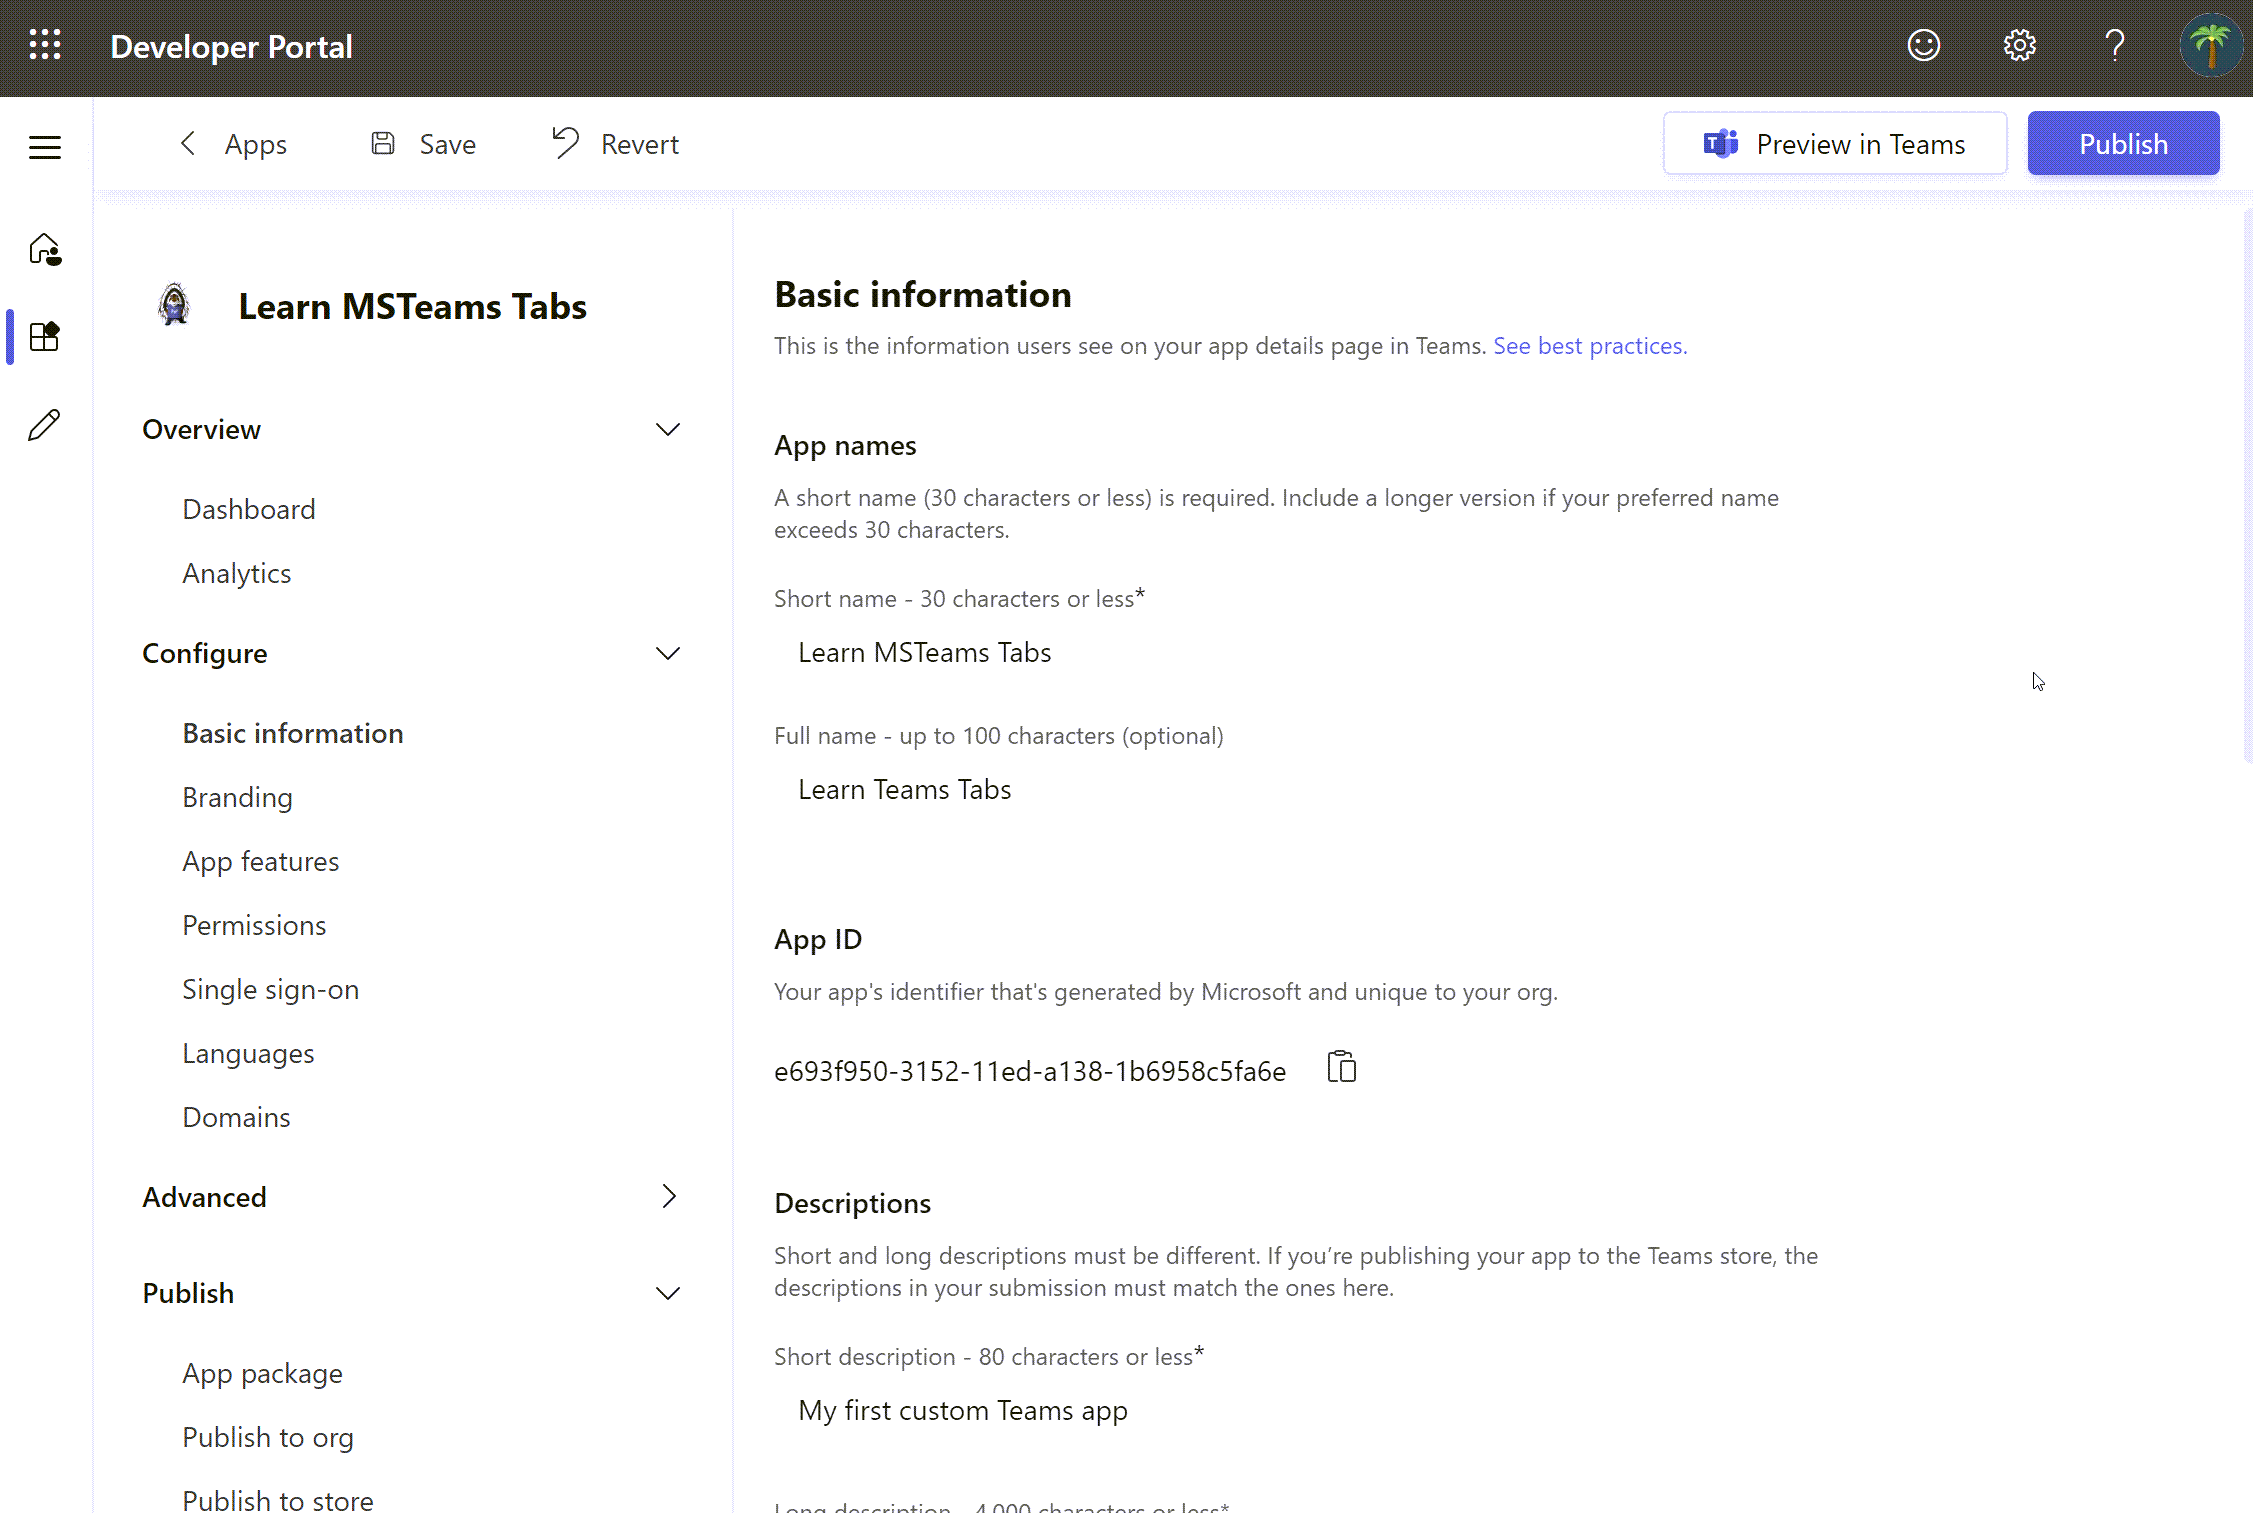 Developer Portal
Apps
Save
Revert
Preview in Teams
Publish
Learn MSTeams Tabs
Overview
Dashboard
Analytics
Configure
Basic information
Branding
App features
Permissions
Single sign-on
Languages
Domains
Advanced
Publish
App package
Publish to org
Publish to store
Basic information
This is the information users see on your app details page in Teams. See best practices.
App names
A short name (30 characters or less) is required. Include a longer version if your preferred name
exceeds 30 characters.
Short name - 30 characters or less*
Learn MSTeams Tabs
Full name - up to 100 characters (optional)
Learn Teams Tabs
App ID
Your app's identifier that's generated by Microsoft and unique to your org.
e693f950-3152-11ed-a138-1b6958c5fa6e
Descriptions
Short and long descriptions must be different. If you’re publishing your app to the Teams store, the
descriptions in your submission must match the ones here.
Short description - 80 characters or less*
My first custom Teams app
Long description - 4,000 characters or less*